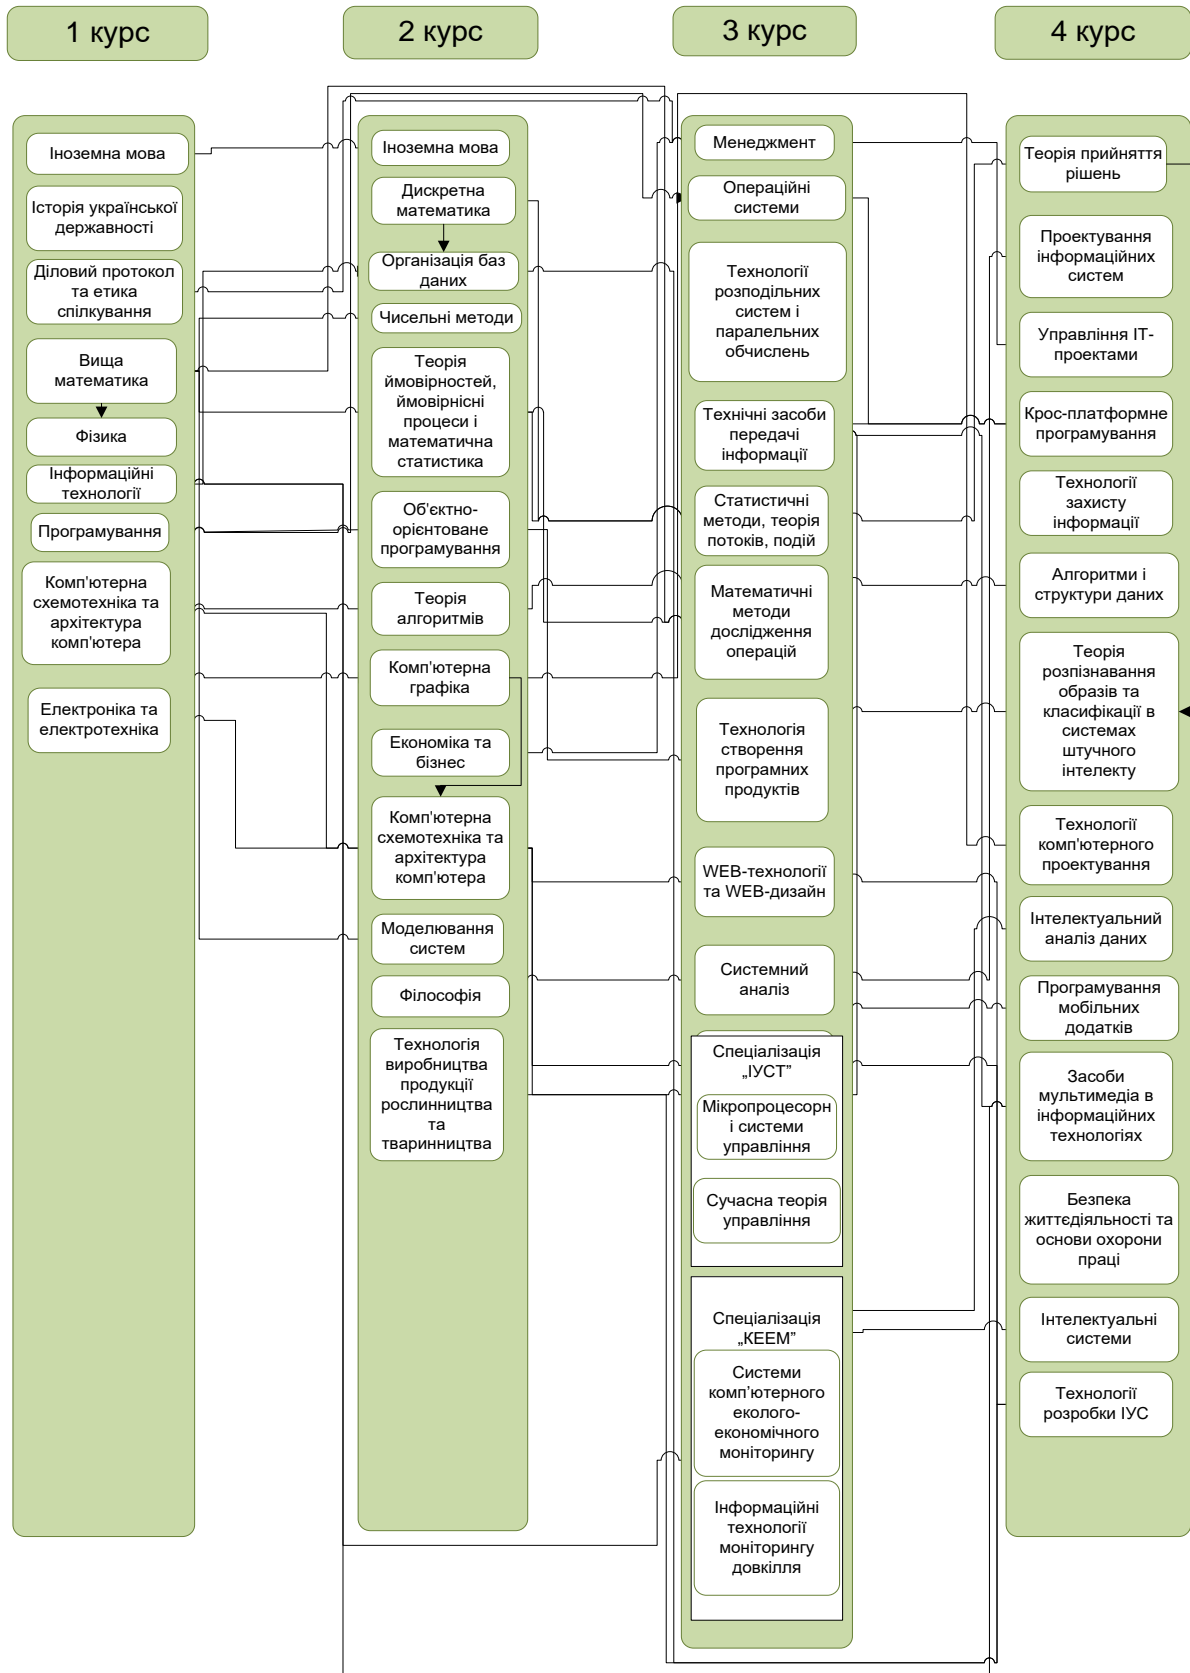 1 курс
2 курс
3 курс
4 курс
Іноземна мова
Історія української
державності
Діловий протокол
та етика
спілкування
Вища
математика
Фізика
Інформаційні
технології
Програмування
Комп'ютерна
схемотехніка та
архітектура
комп'ютера
Електроніка та
електротехніка
Іноземна мова
Дискретна
математика
Організація баз
даних
Чисельні методи
Теорія
ймовірностей,
ймовірнісні
процеси і
математична
статистика
Об'єктно-
орієнтоване
програмування
Теорія
алгоритмів
Комп'ютерна
графіка
Економіка та
бізнес
Комп'ютерна
схемотехніка та
архітектура
комп'ютера
Моделювання
систем
Філософія
Технологія
виробництва
продукції
рослинництва
та
тваринництва
Менеджмент
Операційні
системи
Технології
розподільних
систем і
паралельних
обчислень
Технічні засоби
передачі
інформації
Статистичні
методи, теорія
потоків, подій
Математичні
методи
дослідження
операцій
Технологія
створення
програмних
продуктів
WEB-технології
та WEB-дизайн
Системний
аналіз
Спеціалізація
„ІУСТ”
Мікропроцесорн
і системи
управління
Сучасна теорія
управління
Спеціалізація
„КЕЕМ”
Системи
комп'ютерного
еколого-
економічного
моніторингу
Інформаційні
технології
моніторингу
довкілля
Теорія прийняття
рішень
Проектування
інформаційних
систем
Управління ІТ-
проектами
Крос-платформне
програмування
Технології
захисту
інформації
Алгоритми і
структури даних
Теорія
розпізнавання
образів та
класифікації в
системах
штучного
інтелекту
Технології
комп'ютерного
проектування
Інтелектуальний
аналіз даних
Програмування
мобільних
додатків
Засоби
мультимедіа в
інформаційних
технологіях
Безпека
життєдіяльності та
основи охорони
праці
Інтелектуальні
системи
Технології
розробки ІУС